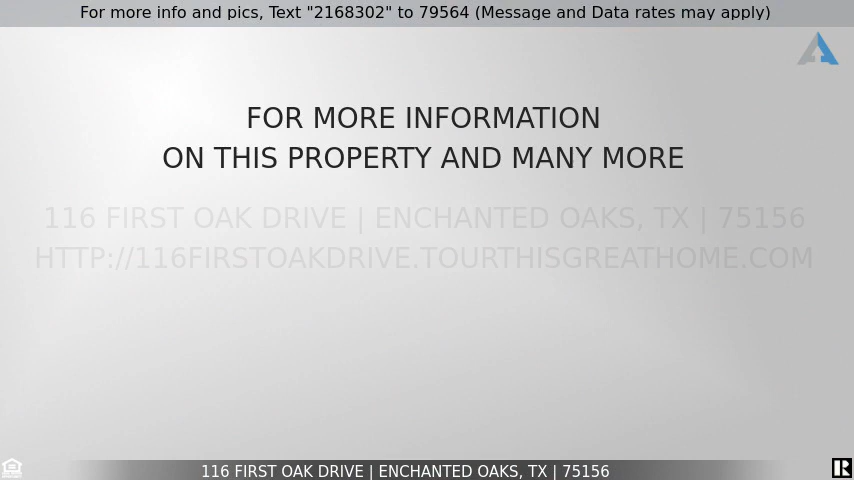 For more info and pics, Text "2168302" to 79564 (Message and Data rates may apply)
FOR MORE INFORMATION
ON THIS PROPERTY AND MANY MORE
116 FIRST OAK DRIVE | ENCHANTED OAKS, TX | 75156
HTTP://116FIRSTOAKDRIVE.TOURTHISGREATHOME.COM
116 FIRST OAK DRIVE | ENCHANTED OAKS, TX | 75156